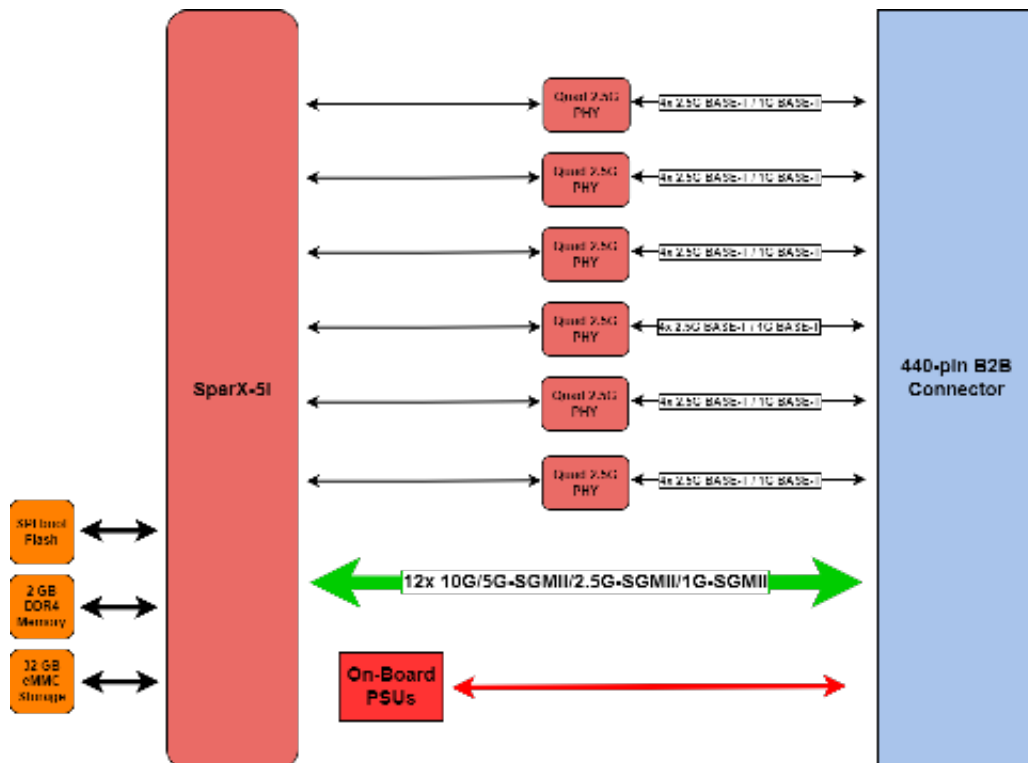 Quad 2.5G
PHY
4x 2.5G BASE-T / 1G BASE-T
Quad 2.5G
PHY
4x 2.5G BASE-T / 1G BASE-T
Quad 2.5G
PHY
4x 2.5G BASE-T / 1G BASE-T
Quad 2.5G
PHY
4x 2.5G BASE-T / 1G BASE-T
SparX-5i
440-pin B2B
Connector
Quad 2.5G
PHY
4x 2.5G BASE-T / 1G BASE-T
Quad 2.5G
PHY
4x 2.5G BASE-T / 1G BASE-T
SPI boot
Flash
12x 10G/5G-SGMII/2.5G-SGMII/1G-SGMII
2 GB
DDR4
Memory
32 GB
eMMC
Storage
On-Board
PSUs